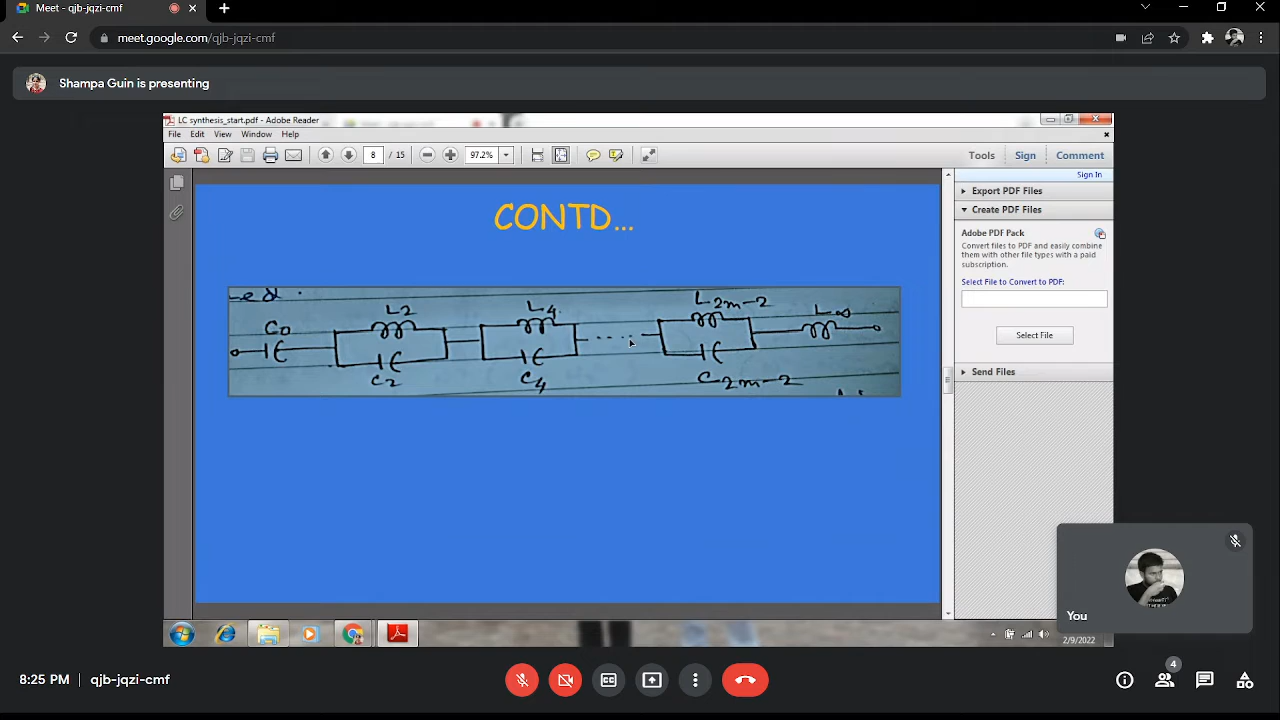 Meet - qjb-jqzi-cmf
meet.google.com/qjb-jqzi-cmf
Shampa Guin is presenting
LC synthesis_start.pdf - Adobe Reader
File Edit View Window Help
8 / 15 97.2% Tools Sign Comment
Sign In
Export PDF Files
Create PDF Files
Adobe PDF Pack
Convert files to PDF and easily combine
them with other file types with a paid
subscription.
Select File to Convert to PDF:
Select File
Send Files
CONTD...
C0 L2 L4 L2m-2 L∞
C2 C4 C2m-2
You
2/9/2022
8:25 PM qjb-jqzi-cmf
4